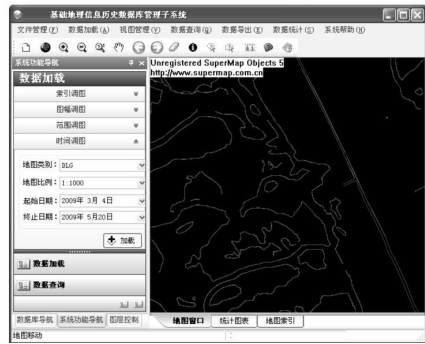 基础地理信息历史数据库管理子系统
文件管理(F) 数据加载(A) 视图管理(V) 数据查询(Q) 数据导出(E) 数据统计(S) 系统帮助(H)
系统功能导航
数据加载
索引调图
图幅调图
范围调图
时间调图
地图类别: DLG
地图比例: 1:1000
起始日期: 2009年 3月 4日
终止日期: 2009年 5月20日
加载
数据加载
数据查询
数据库导航 系统功能导航 图层控制
Unregistered SuperMap Objects 5
http://www.supermap.com.cn
地图窗口 统计图表 地图索引
地图移动